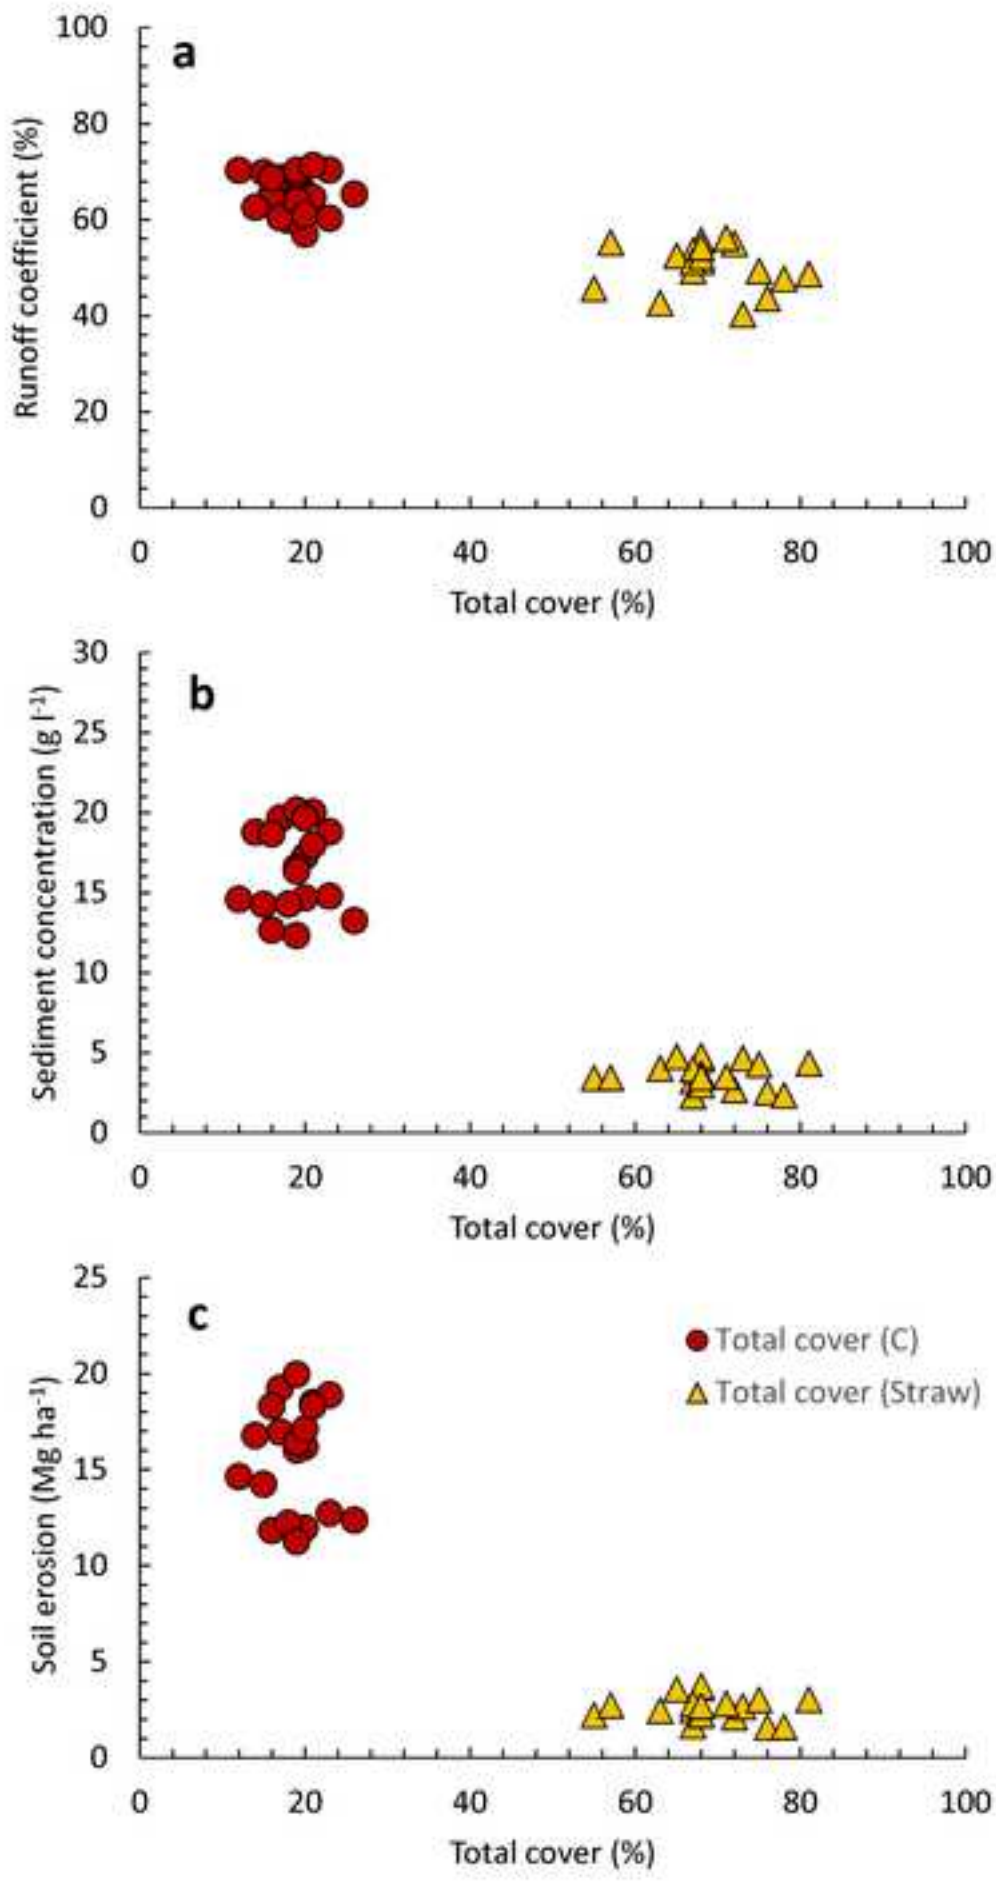 a
100
80
60
40
20
0
Runoff coefficient (%)
0 20 40 60 80 100
Total cover (%)
b
30
25
20
15
10
5
0
Sediment concentration (g l⁻¹)
0 20 40 60 80 100
Total cover (%)
c
25
20
15
10
5
0
Soil erosion (Mg ha⁻¹)
Total cover (C)
Total cover (Straw)
0 20 40 60 80 100
Total cover (%)